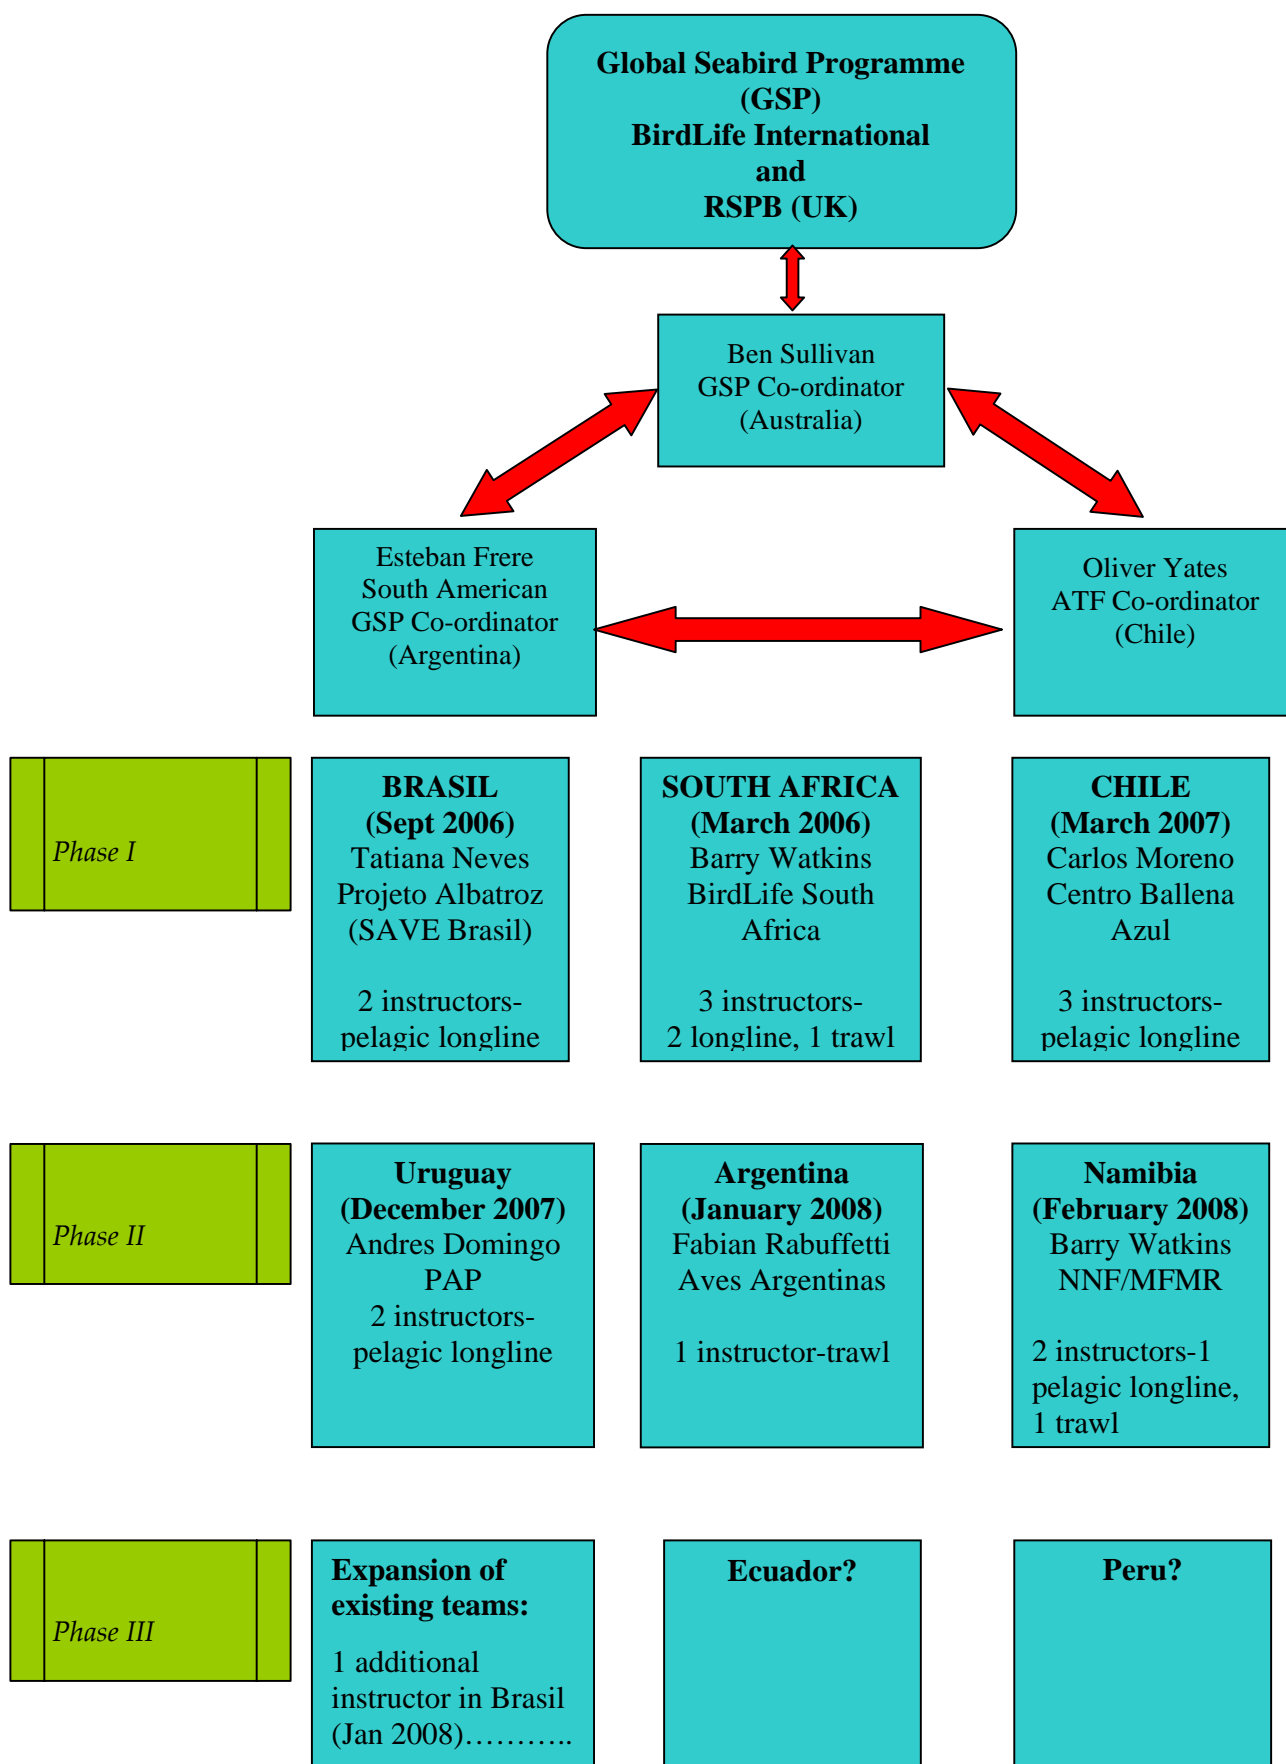 Global Seabird Programme
(GSP)
BirdLife International
and
RSPB (UK)
Ben Sullivan
GSP Co-ordinator
(Australia)
Esteban Frere
South American
GSP Co-ordinator
(Argentina)
Oliver Yates
ATF Co-ordinator
(Chile)
Phase I
BRASIL
(Sept 2006)
Tatiana Neves
Projeto Albatroz
(SAVE Brasil)
2 instructors-
pelagic longline
SOUTH AFRICA
(March 2006)
Barry Watkins
BirdLife South
Africa
3 instructors-
2 longline, 1 trawl
CHILE
(March 2007)
Carlos Moreno
Centro Ballena
Azul
3 instructors-
pelagic longline
Phase II
Uruguay
(December 2007)
Andres Domingo
PAP
2 instructors-
pelagic longline
Argentina
(January 2008)
Fabian Rabuffetti
Aves Argentinas
1 instructor-trawl
Namibia
(February 2008)
Barry Watkins
NNF/MFMR
2 instructors-1
pelagic longline,
1 trawl
Phase III
Expansion of
existing teams:
1 additional
instructor in Brasil
(Jan 2008)………..
Ecuador?
Peru?